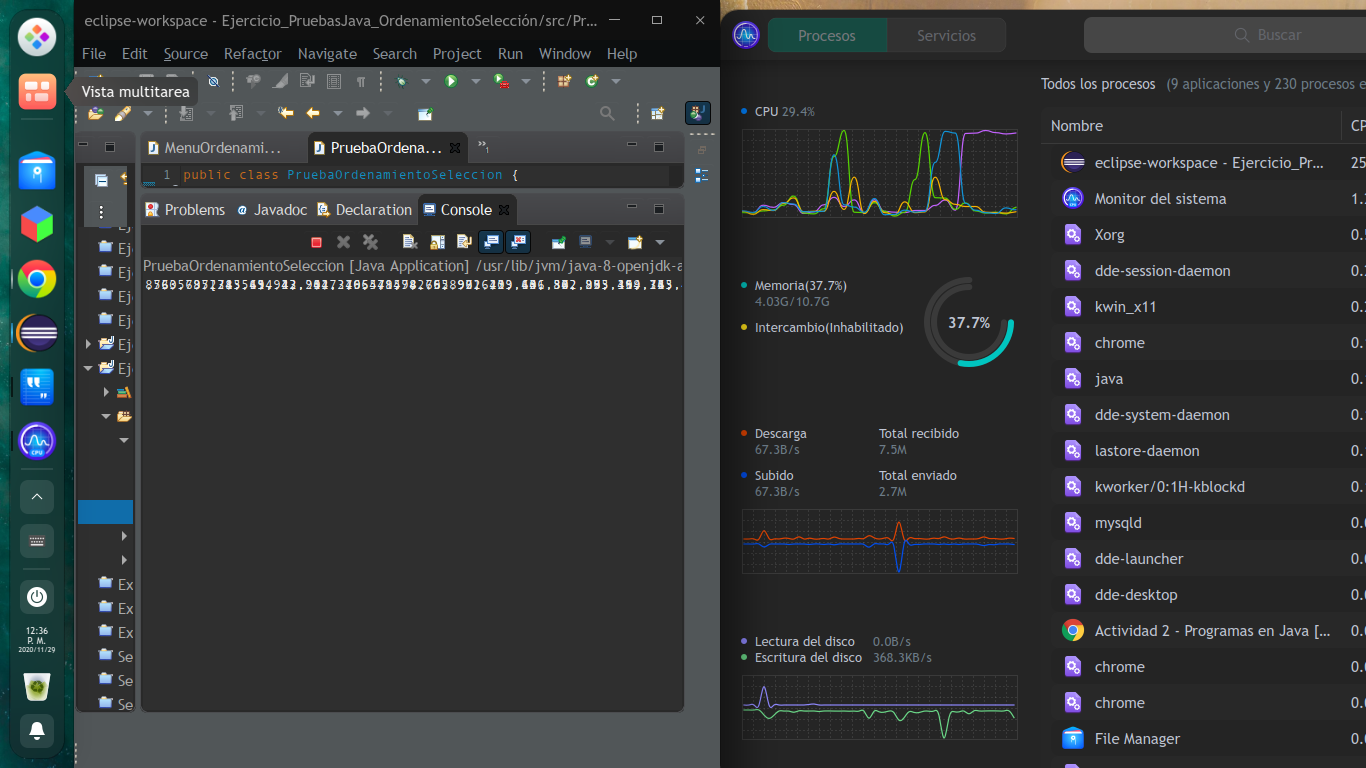 eclipse-workspace - Ejercicio_PruebasJava_OrdenamientoSelección/src/Pr...
File Edit Source Refactor Navigate Search Project Run Window Help
Vista multitarea
MenuOrdenami...
PruebaOrdena...
»1
1 public class PruebaOrdenamientoSeleccion {
Problems
Javadoc
Declaration
Console
PruebaOrdenamientoSeleccion [Java Application] /usr/lib/jvm/java-8-openjdk-a
Eje
Eje
Eje
Eje
Eje
Eje
Ex
Ex
Ex
Se
Se
Se
CPU
12:36
P. M.
2020/11/29
Procesos
Servicios
Buscar
CPU 29.4%
Memoria(37.7%)
4.03G/10.7G
Intercambio(Inhabilitado)
37.7%
Descarga
67.3B/s
Total recibido
7.5M
Subido
67.3B/s
Total enviado
2.7M
Lectura del disco 0.0B/s
Escritura del disco 368.3KB/s
Todos los procesos (9 aplicaciones y 230 procesos e
Nombre CP
eclipse-workspace - Ejercicio_Pr... 25
Monitor del sistema 1.
Xorg 0.
dde-session-daemon 0.
kwin_x11 0.
chrome 0.
java 0.
dde-system-daemon 0.
lastore-daemon 0.
kworker/0:1H-kblockd 0.
mysqld 0.
dde-launcher 0.
dde-desktop 0.
Actividad 2 - Programas en Java [... 0.
chrome 0.
chrome 0.
File Manager 0.